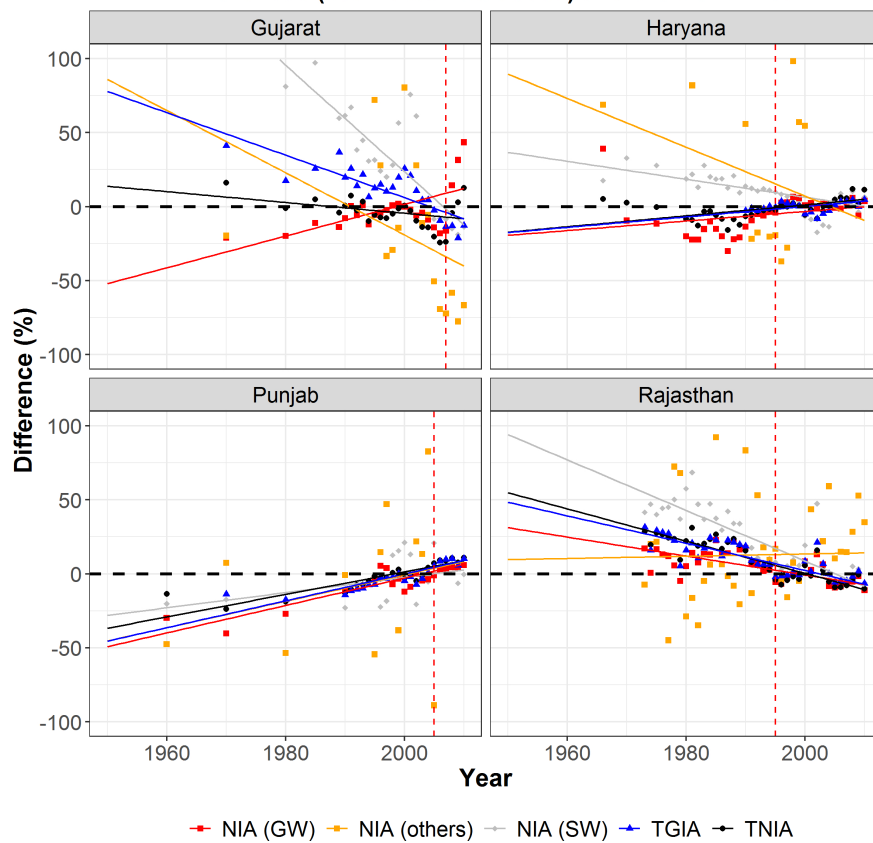 Gujarat
Haryana
100
50
0
-50
-100
Punjab
Rajasthan
100
50
0
-50
-100
Difference (%)
1960
1980
2000
1960
1980
2000
Year
NIA (GW)
NIA (others)
NIA (SW)
TGIA
TNIA